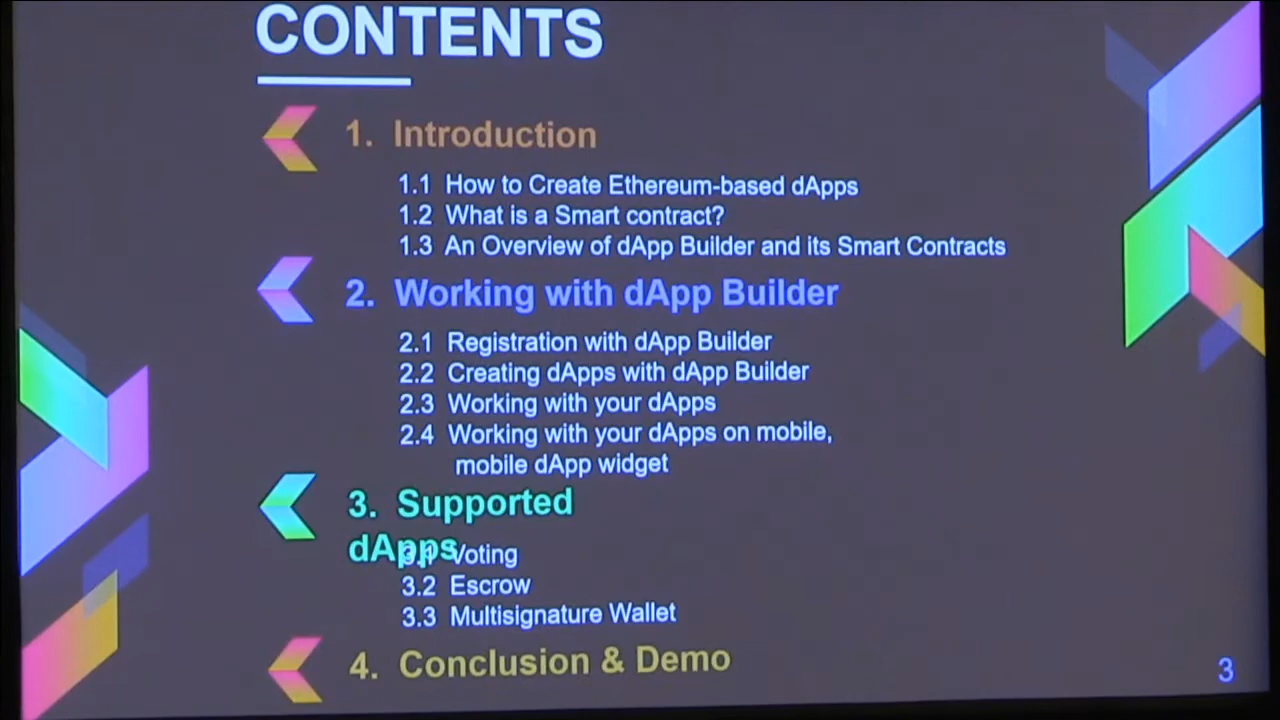 CONTENTS
1. Introduction
1.1 How to Create Ethereum-based dApps
1.2 What is a Smart contract?
1.3 An Overview of dApp Builder and its Smart Contracts
2. Working with dApp Builder
2.1 Registration with dApp Builder
2.2 Creating dApps with dApp Builder
2.3 Working with your dApps
2.4 Working with your dApps on mobile,
mobile dApp widget
3. Supported
dApps
3.1 Voting
3.2 Escrow
3.3 Multisignature Wallet
4. Conclusion & Demo
3